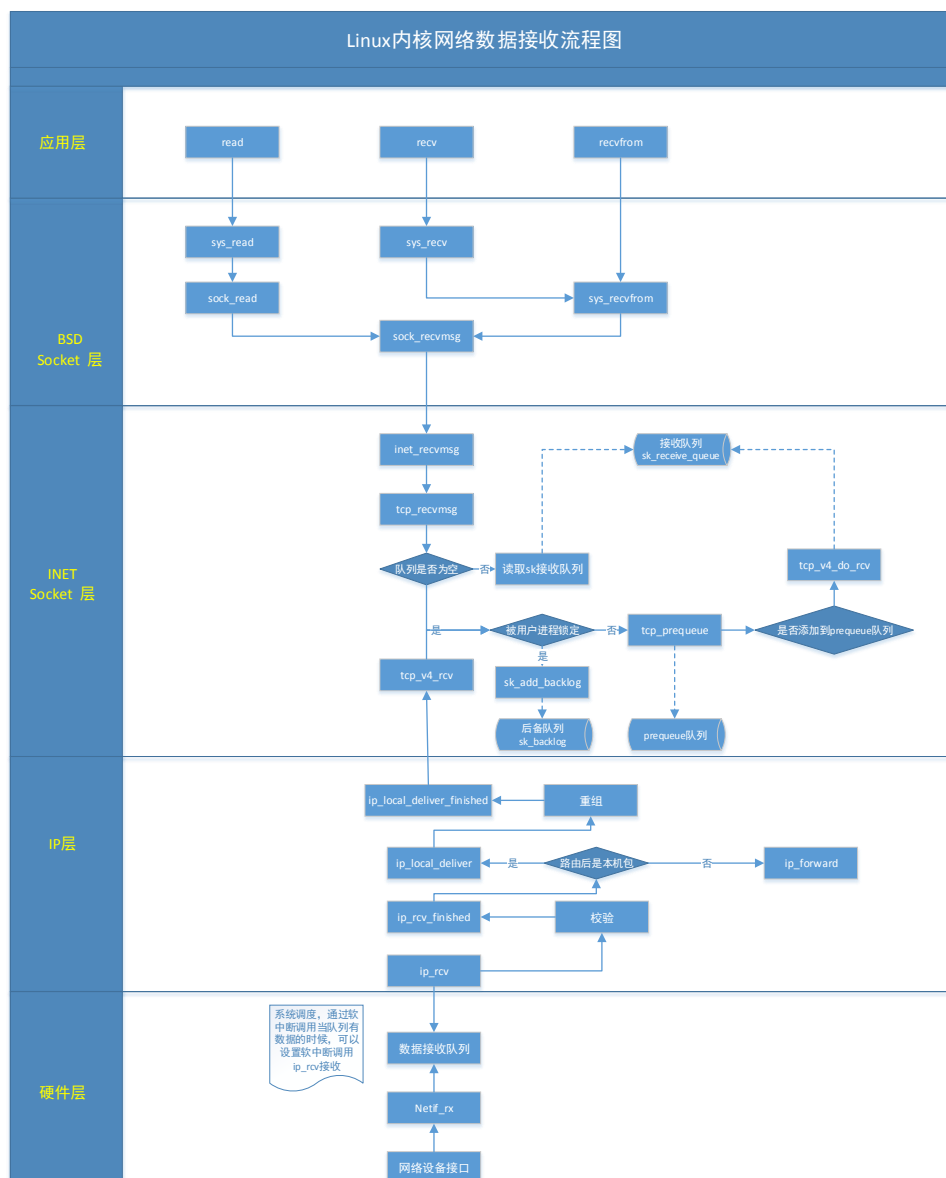 Linux内核网络数据接收流程图
应用层
read
recv
recvfrom
BSD
Socket 层
sys_read
sys_recv
sock_read
sys_recvfrom
sock_recvmsg
INET
Socket 层
inet_recvmsg
接收队列
sk_receive_queue
tcp_recvmsg
队列是否为空
否
读取sk接收队列
tcp_v4_do_rcv
是
被用户进程锁定
否
tcp_prequeue
是否添加到prequeue队列
是
tcp_v4_rcv
sk_add_backlog
后备队列
sk_backlog
prequeue队列
IP层
ip_local_deliver_finished
重组
ip_local_deliver
是
路由后是本机包
否
ip_forward
ip_rcv_finished
校验
ip_rcv
硬件层
系统调度，通过软
中断调用当队列有
数据的时候，可以
设置软中断调用
ip_rcv接收
数据接收队列
Netif_rx
网络设备接口